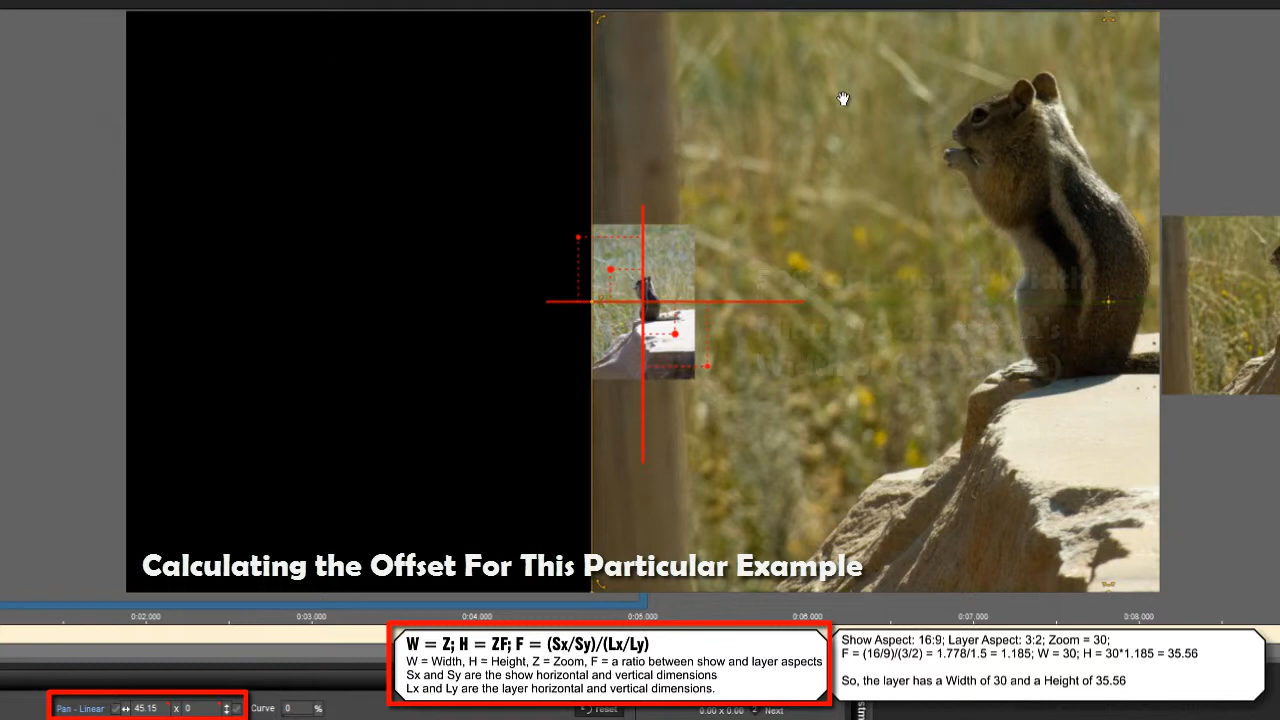 Calculating the Offset For This Particular Example
0:02.000 0:03.000 0:04.000 0:05.000 0:06.000 0:07.000 0:08.000
W = Z; H = ZF; F = (Sx/Sy)/(Lx/Ly)
W = Width, H = Height, Z = Zoom, F = a ratio between show and layer aspects
Sx and Sy are the show horizontal and vertical dimensions
Lx and Ly are the layer horizontal and vertical dimensions.
Show Aspect: 16:9; Layer Aspect: 3:2; Zoom = 30;
F = (16/9)/(3/2) = 1.778/1.5 = 1.185; W = 30; H = 30*1.185 = 35.56
So, the layer has a Width of 30 and a Height of 35.56
Pan - Linear 45.15 x 0 Curve 0 %
reset 0.00 x 0.00 2 Next